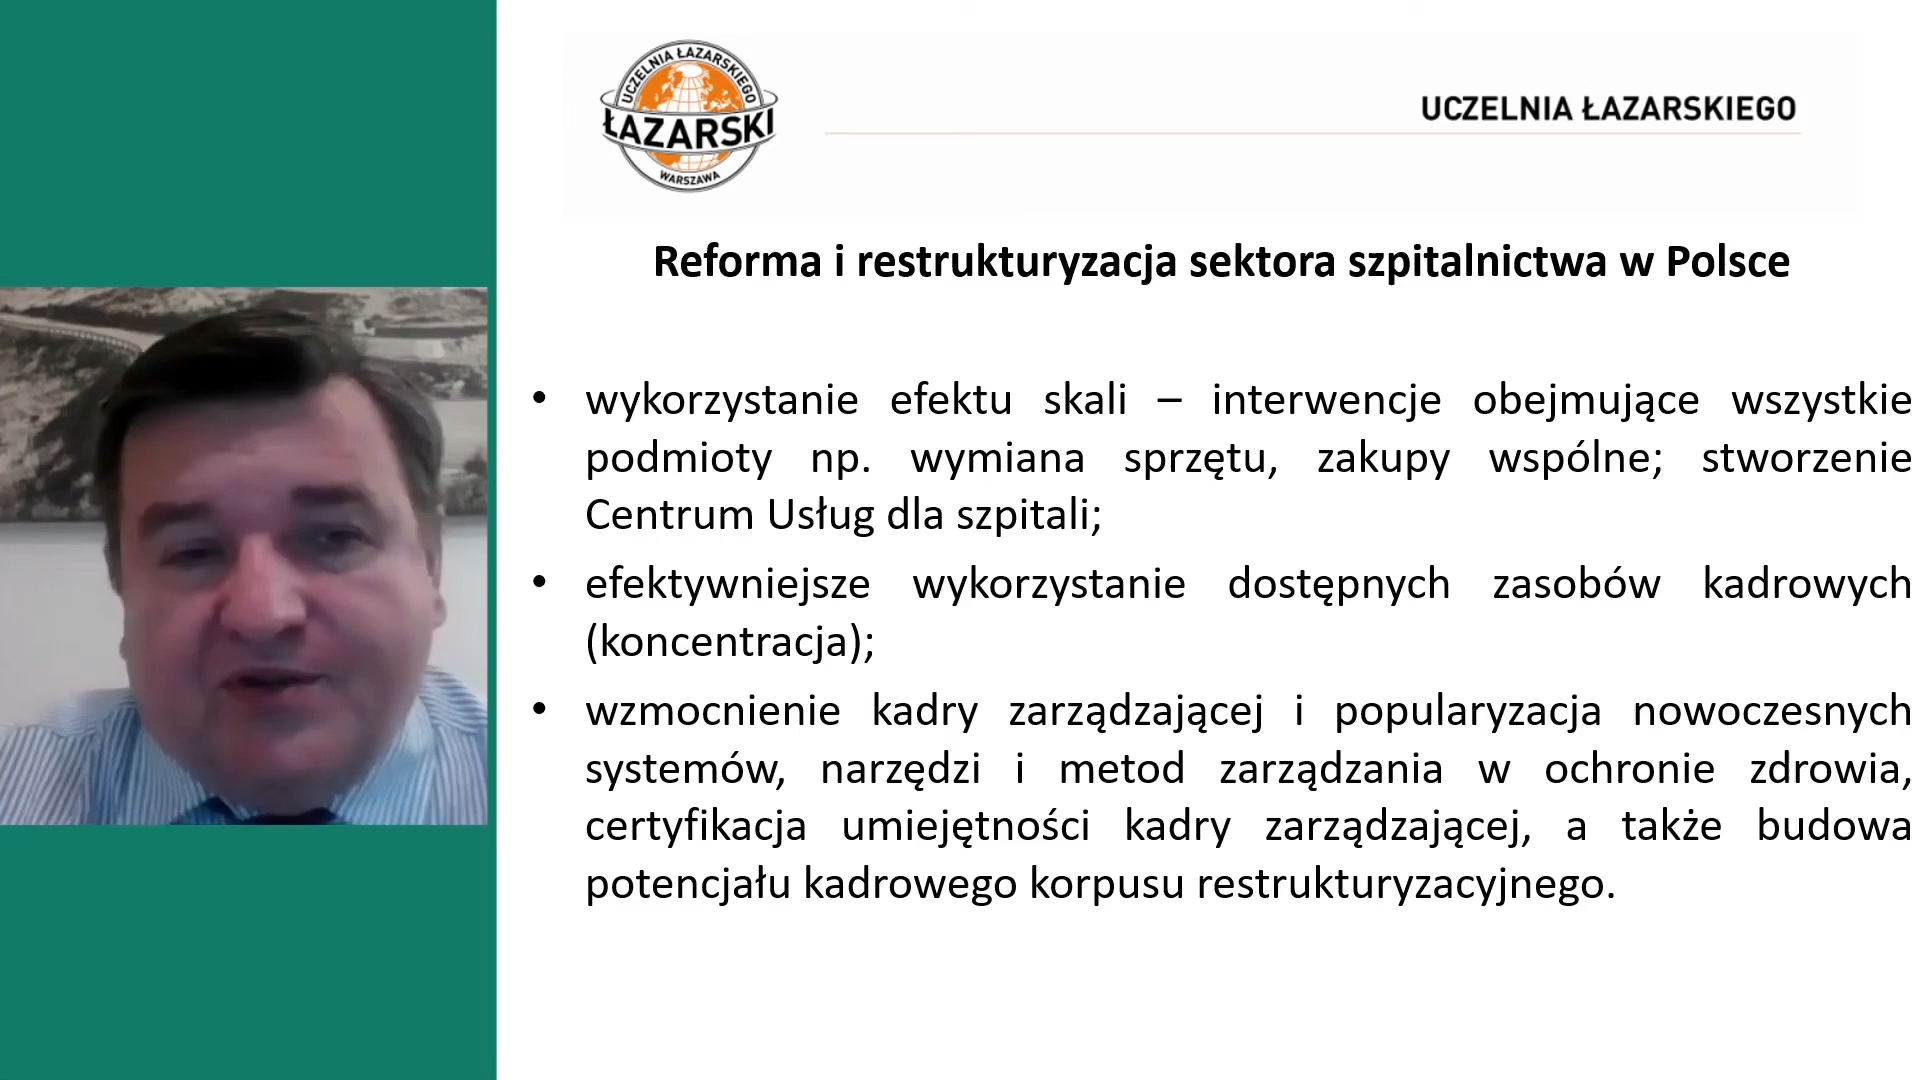 UCZELNIA ŁAZARSKIEGO
ŁAZARSKI
WARSZAWA
UCZELNIA ŁAZARSKIEGO
Reforma i restrukturyzacja sektora szpitalnictwa w Polsce
• wykorzystanie efektu skali – interwencje obejmujące wszystkie
podmioty np. wymiana sprzętu, zakupy wspólne; stworzenie
Centrum Usług dla szpitali;
• efektywniejsze wykorzystanie dostępnych zasobów kadrowych
(koncentracja);
• wzmocnienie kadry zarządzającej i popularyzacja nowoczesnych
systemów, narzędzi i metod zarządzania w ochronie zdrowia,
certyfikacja umiejętności kadry zarządzającej, a także budowa
potencjału kadrowego korpusu restrukturyzacyjnego.